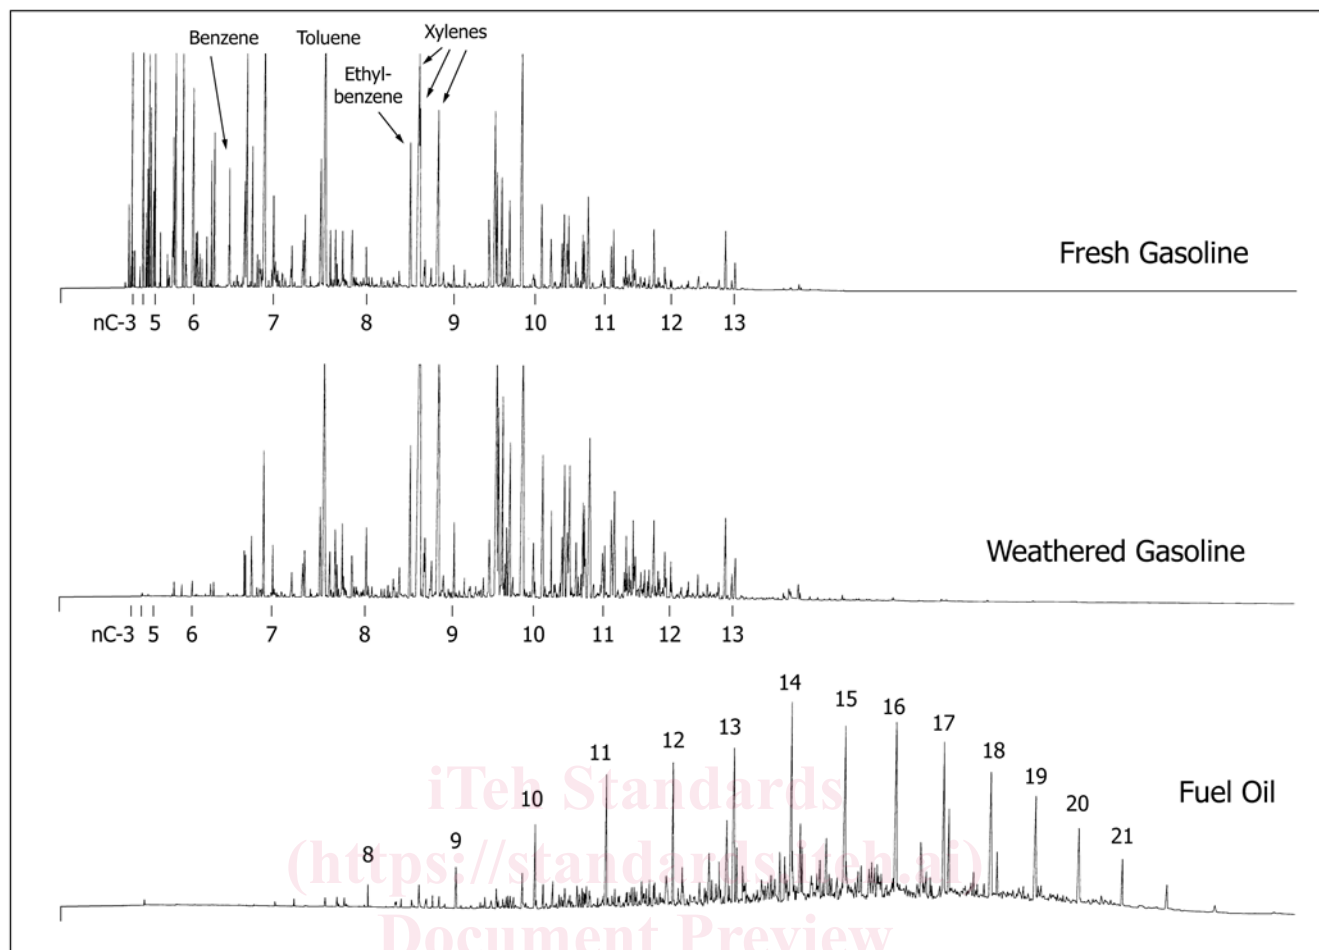 Benzene
Toluene
Xylenes
Ethyl-
benzene
Fresh Gasoline
nC-3 5 6 7 8 9 10 11 12 13
Weathered Gasoline
nC-3 5 6 7 8 9 10 11 12 13
8 9 10 11 12 13 14 15 16 17 18 19 20 21
Fuel Oil
iTeh Standards
(https://standards.iteh.ai)
Document Preview